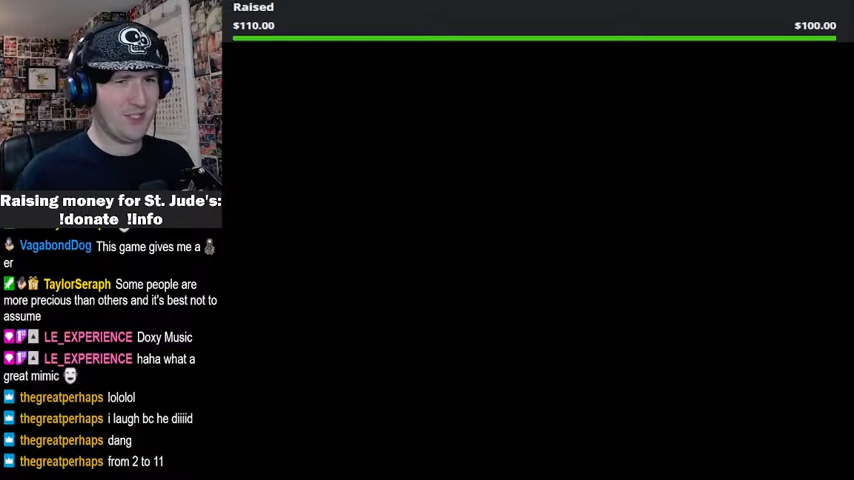 Raised
$110.00 $100.00
Raising money for St. Jude's:
!donate !Info
VagabondDog This game gives me a
er
TaylorSeraph Some people are
more precious than others and it's best not to
assume
LE_EXPERIENCE Doxy Music
LE_EXPERIENCE haha what a
great mimic
thegreatperhaps lololol
thegreatperhaps i laugh bc he diiiid
thegreatperhaps dang
thegreatperhaps from 2 to 11